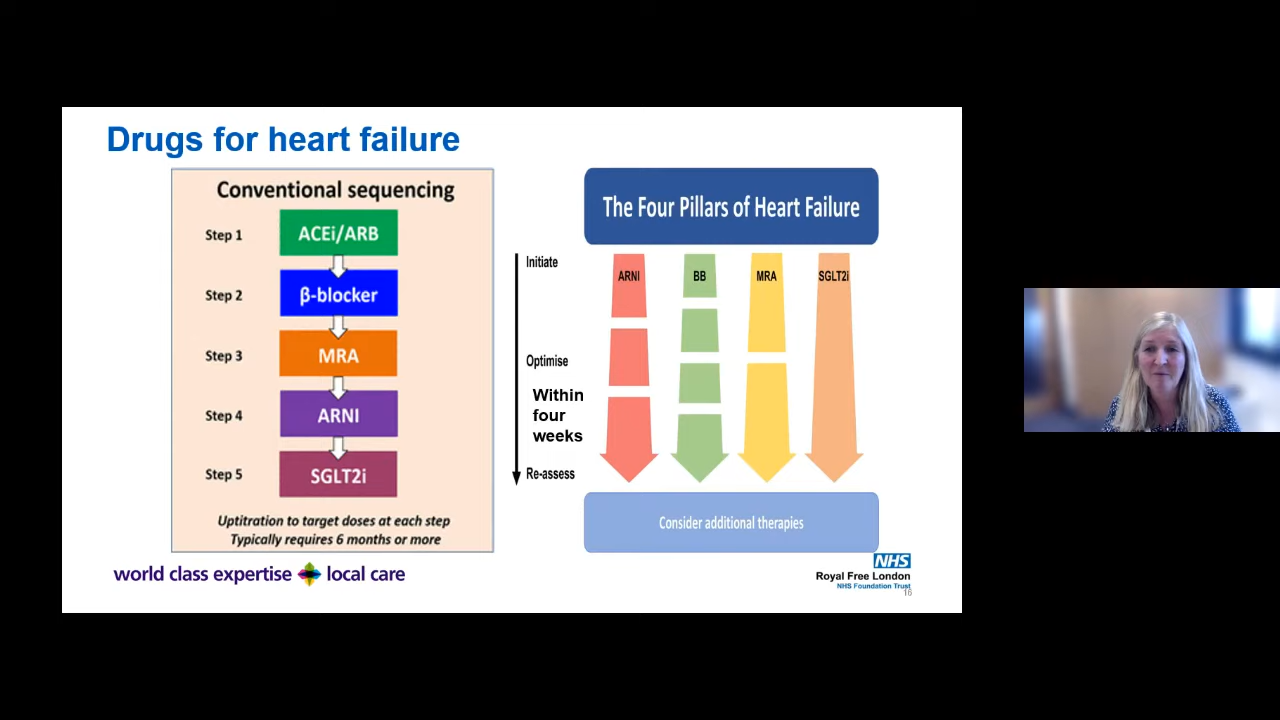 Drugs for heart failure
Conventional sequencing
Step 1
ACEi/ARB
Step 2
β-blocker
Step 3
MRA
Step 4
ARNI
Step 5
SGLT2i
Uptitration to target doses at each step
Typically requires 6 months or more
The Four Pillars of Heart Failure
Initiate
ARNI
BB
MRA
SGLT2i
Optimise
Within
four
weeks
Re-assess
Consider additional therapies
world class expertise local care
NHS
Royal Free London
NHS Foundation Trust
16